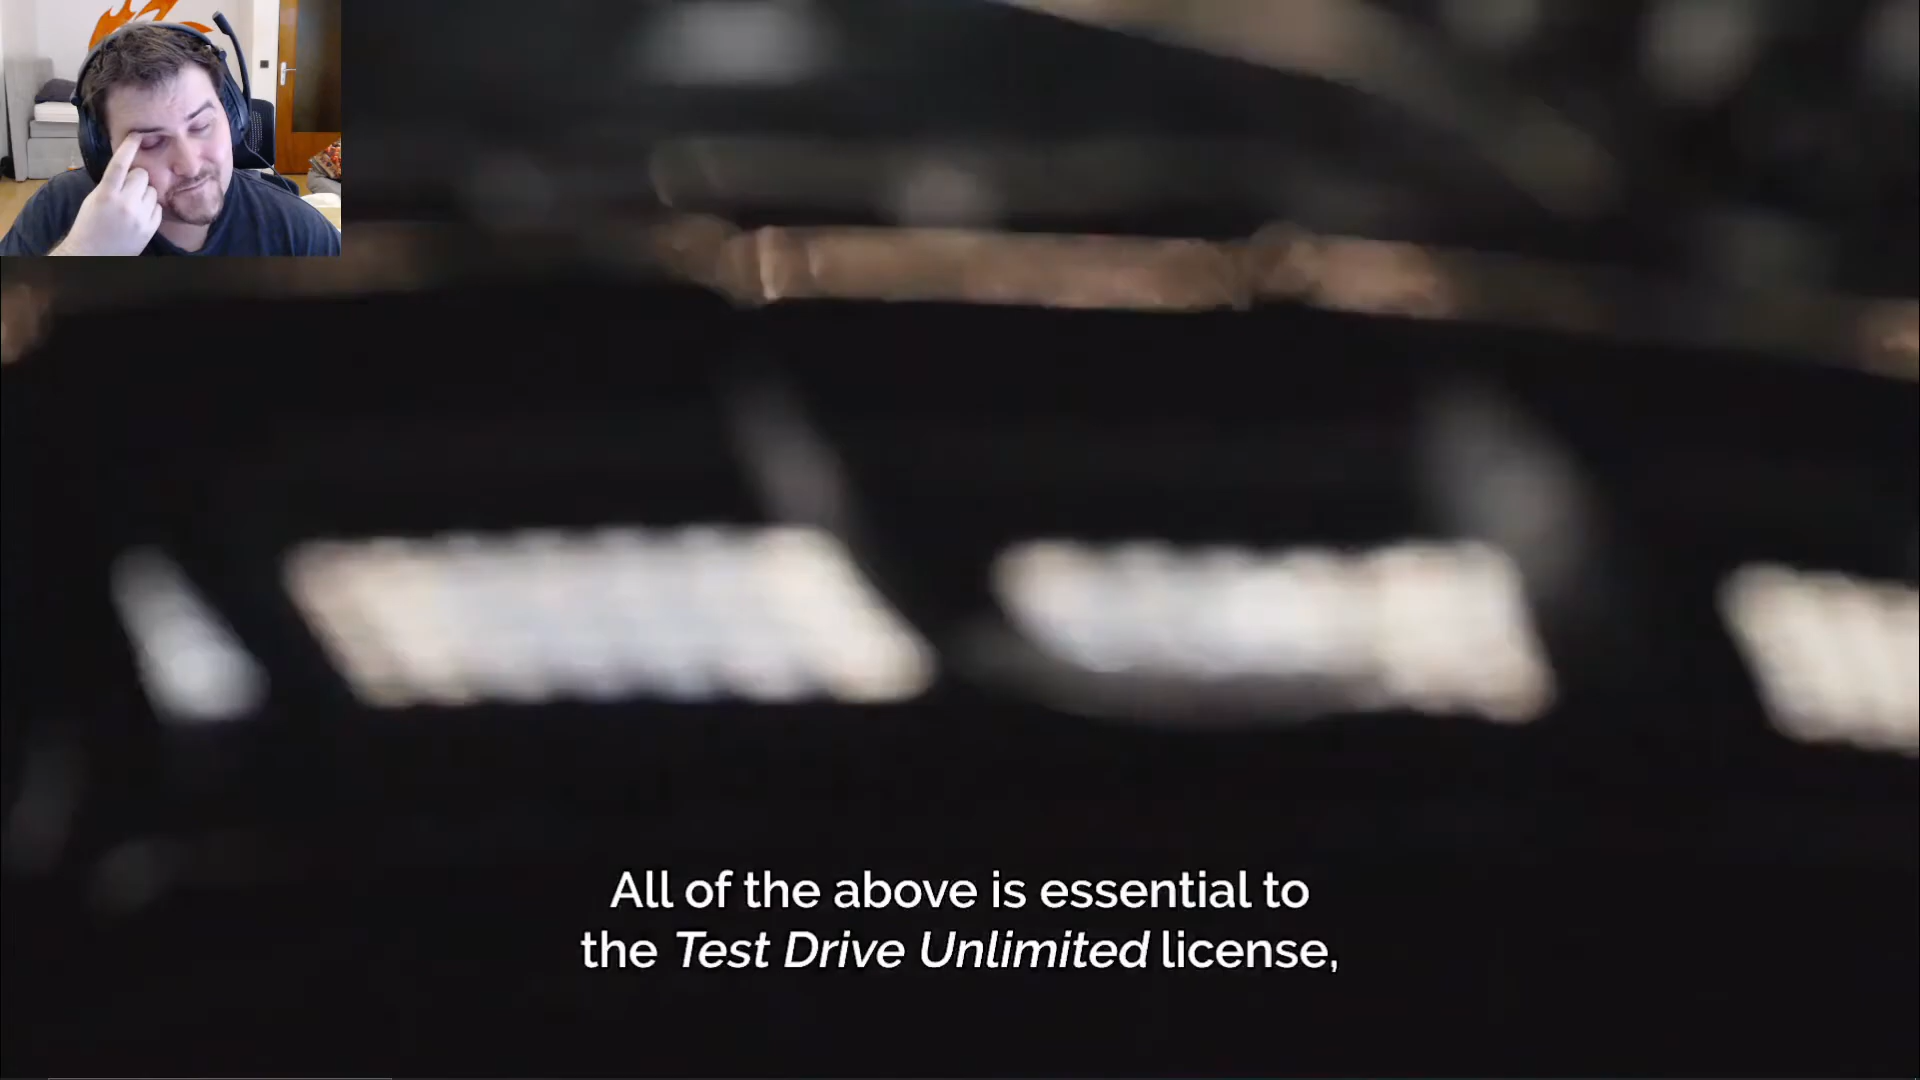 All of the above is essential to
the Test Drive Unlimited license,